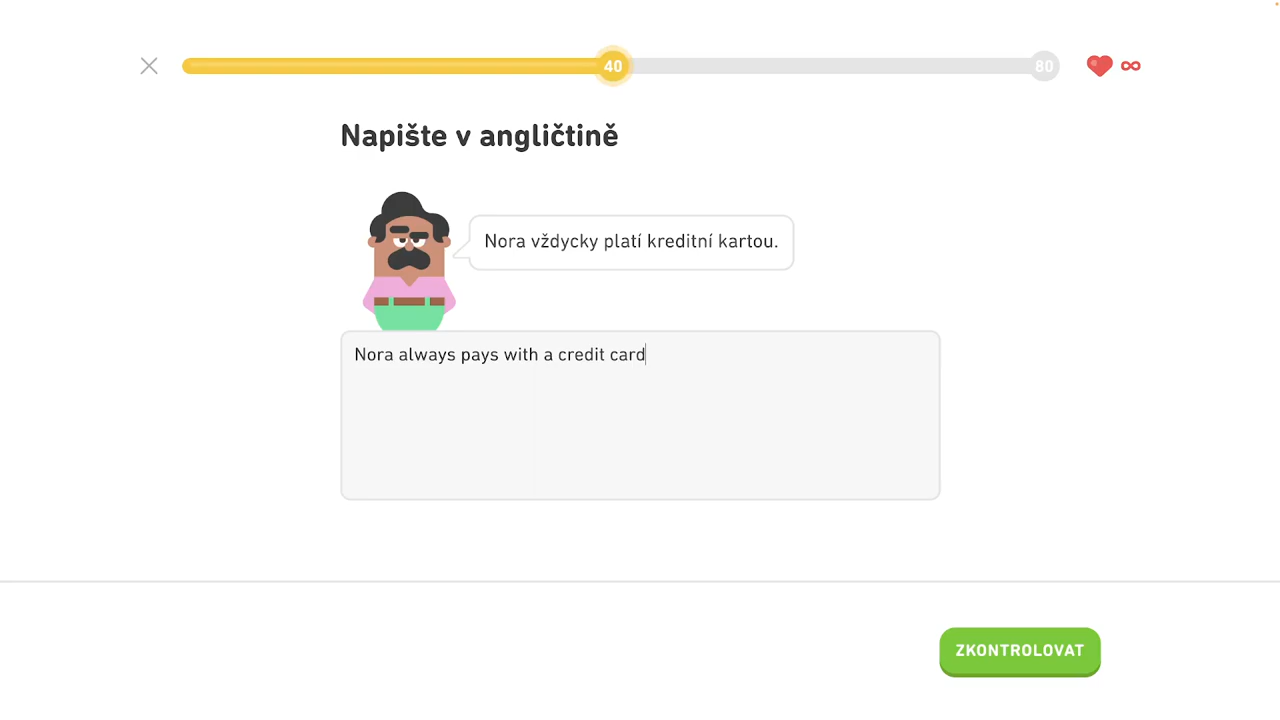 40
80
∞
Napište v angličtině
Nora vždycky platí kreditní kartou.
Nora always pays with a credit card
ZKONTROLOVAT